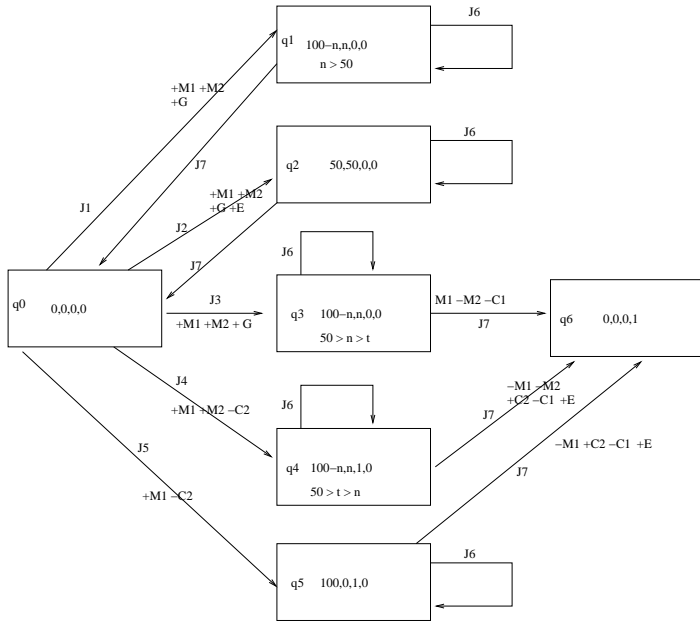 J6
q1
100−n,n,0,0
n > 50
+M1 +M2
+G
J7
J1
J6
q2
50,50,0,0
+M1 +M2
+G +E
J2
J7
J6
q0
0,0,0,0
J3
+M1 +M2 + G
q3
100−n,n,0,0
50 > n > t
M1 −M2 −C1
J7
q6
0,0,0,1
J4
+M1 +M2 −C2
J6
−M1 −M2
+C2 −C1 +E
J7
J5
q4
100−n,n,1,0
50 > t > n
−M1 +C2 −C1 +E
J7
+M1 −C2
J6
q5
100,0,1,0